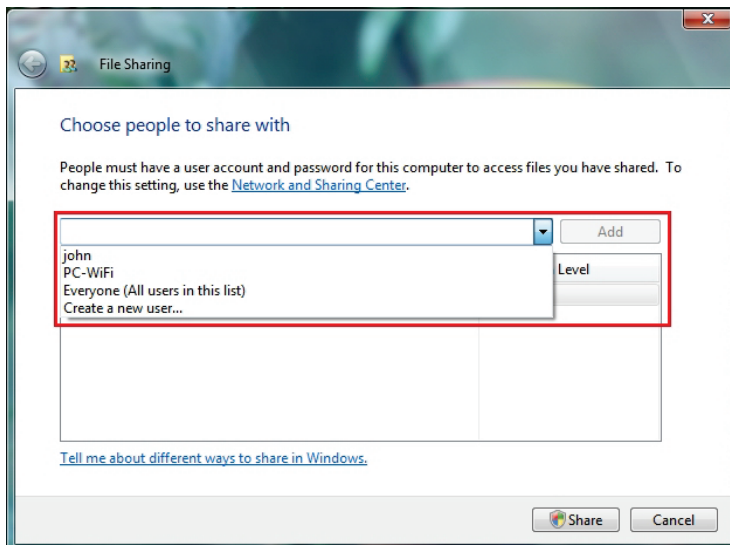 File Sharing
Choose people to share with
People must have a user account and password for this computer to access files you have shared. To
change this setting, use the Network and Sharing Center.
Add
john
PC-WiFi
Everyone (All users in this list)
Create a new user...
Level
Tell me about different ways to share in Windows.
Share
Cancel